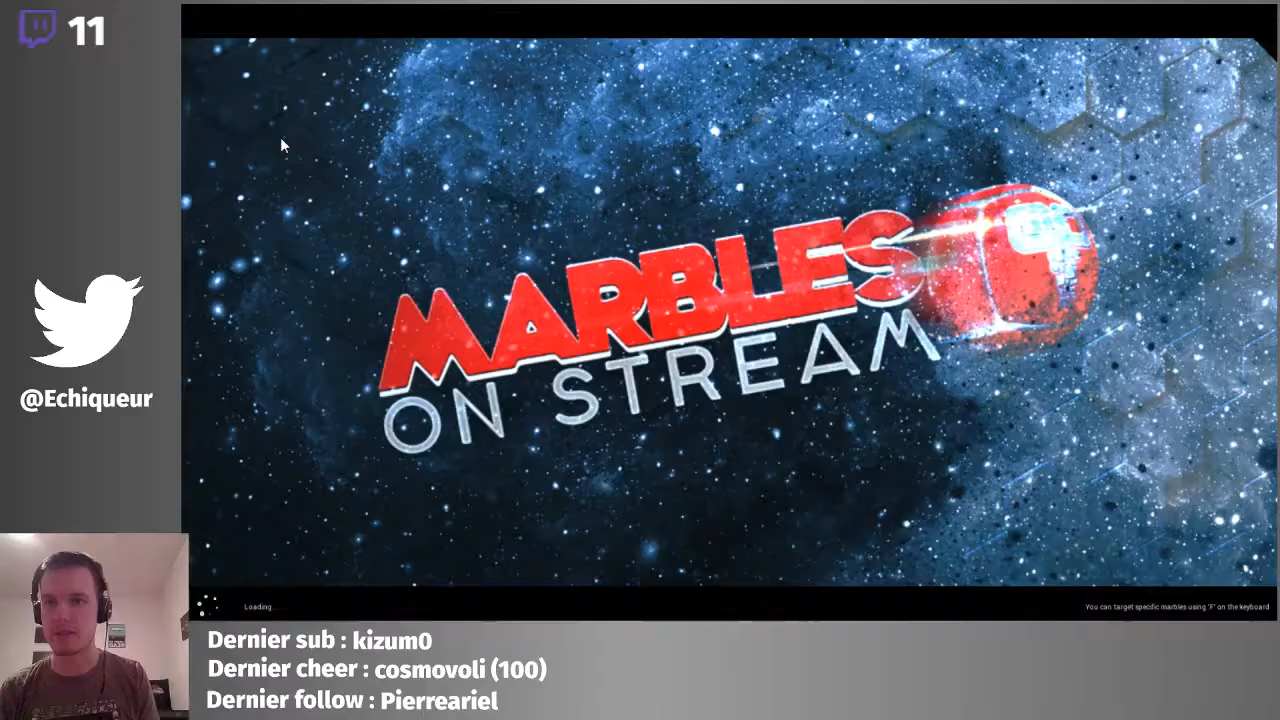 11
MARBLES
ON STREAM
@Echiqueur
Loading...
You can target specific marbles using 'F' on the keyboard
Dernier sub : kizum0
Dernier cheer : cosmovoli (100)
Dernier follow : Pierreariel